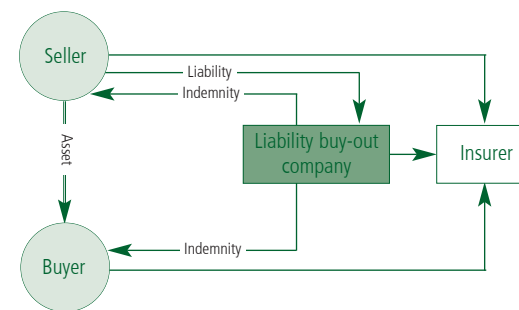 Seller
Liability
Indemnity
Asset
Liability buy-out
company
Insurer
Indemnity
Buyer